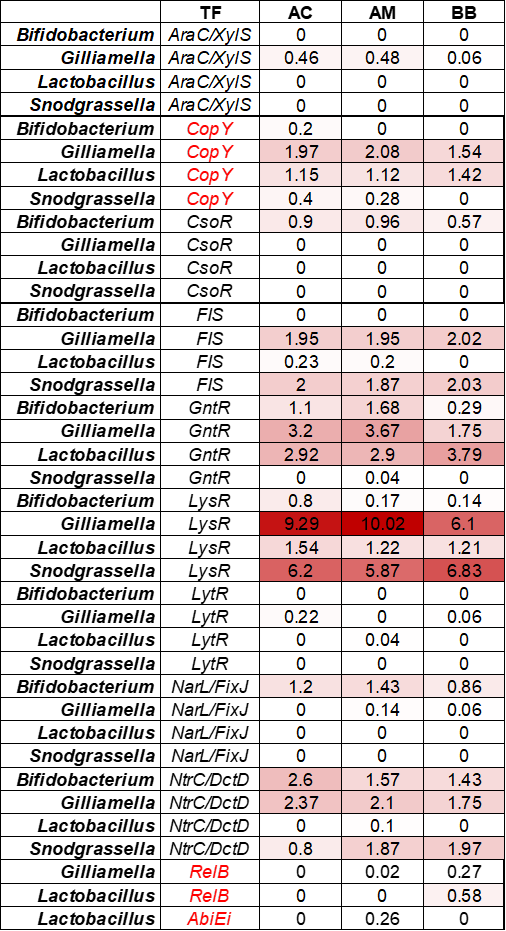 TF AC AM BB
Bifidobacterium AraC/XylS 0 0 0
Gilliamella AraC/XylS 0.46 0.48 0.06
Lactobacillus AraC/XylS 0 0 0
Snodgrassella AraC/XylS 0 0 0
Bifidobacterium CopY 0.2 0 0
Gilliamella CopY 1.97 2.08 1.54
Lactobacillus CopY 1.15 1.12 1.42
Snodgrassella CopY 0.4 0.28 0
Bifidobacterium CsoR 0.9 0.96 0.57
Gilliamella CsoR 0 0 0
Lactobacillus CsoR 0 0 0
Snodgrassella CsoR 0 0 0
Bifidobacterium FIS 0 0 0
Gilliamella FIS 1.95 1.95 2.02
Lactobacillus FIS 0.23 0.2 0
Snodgrassella FIS 2 1.87 2.03
Bifidobacterium GntR 1.1 1.68 0.29
Gilliamella GntR 3.2 3.67 1.75
Lactobacillus GntR 2.92 2.9 3.79
Snodgrassella GntR 0 0.04 0
Bifidobacterium LysR 0.8 0.17 0.14
Gilliamella LysR 9.29 10.02 6.1
Lactobacillus LysR 1.54 1.22 1.21
Snodgrassella LysR 6.2 5.87 6.83
Bifidobacterium LytR 0 0 0
Gilliamella LytR 0.22 0 0.06
Lactobacillus LytR 0 0.04 0
Snodgrassella LytR 0 0 0
Bifidobacterium NarL/FixJ 1.2 1.43 0.86
Gilliamella NarL/FixJ 0 0.14 0.06
Lactobacillus NarL/FixJ 0 0 0
Snodgrassella NarL/FixJ 0 0 0
Bifidobacterium NtrC/DctD 2.6 1.57 1.43
Gilliamella NtrC/DctD 2.37 2.1 1.75
Lactobacillus NtrC/DctD 0 0.1 0
Snodgrassella NtrC/DctD 0.8 1.87 1.97
Gilliamella RelB 0 0.02 0.27
Lactobacillus RelB 0 0 0.58
Lactobacillus AbiEi 0 0.26 0